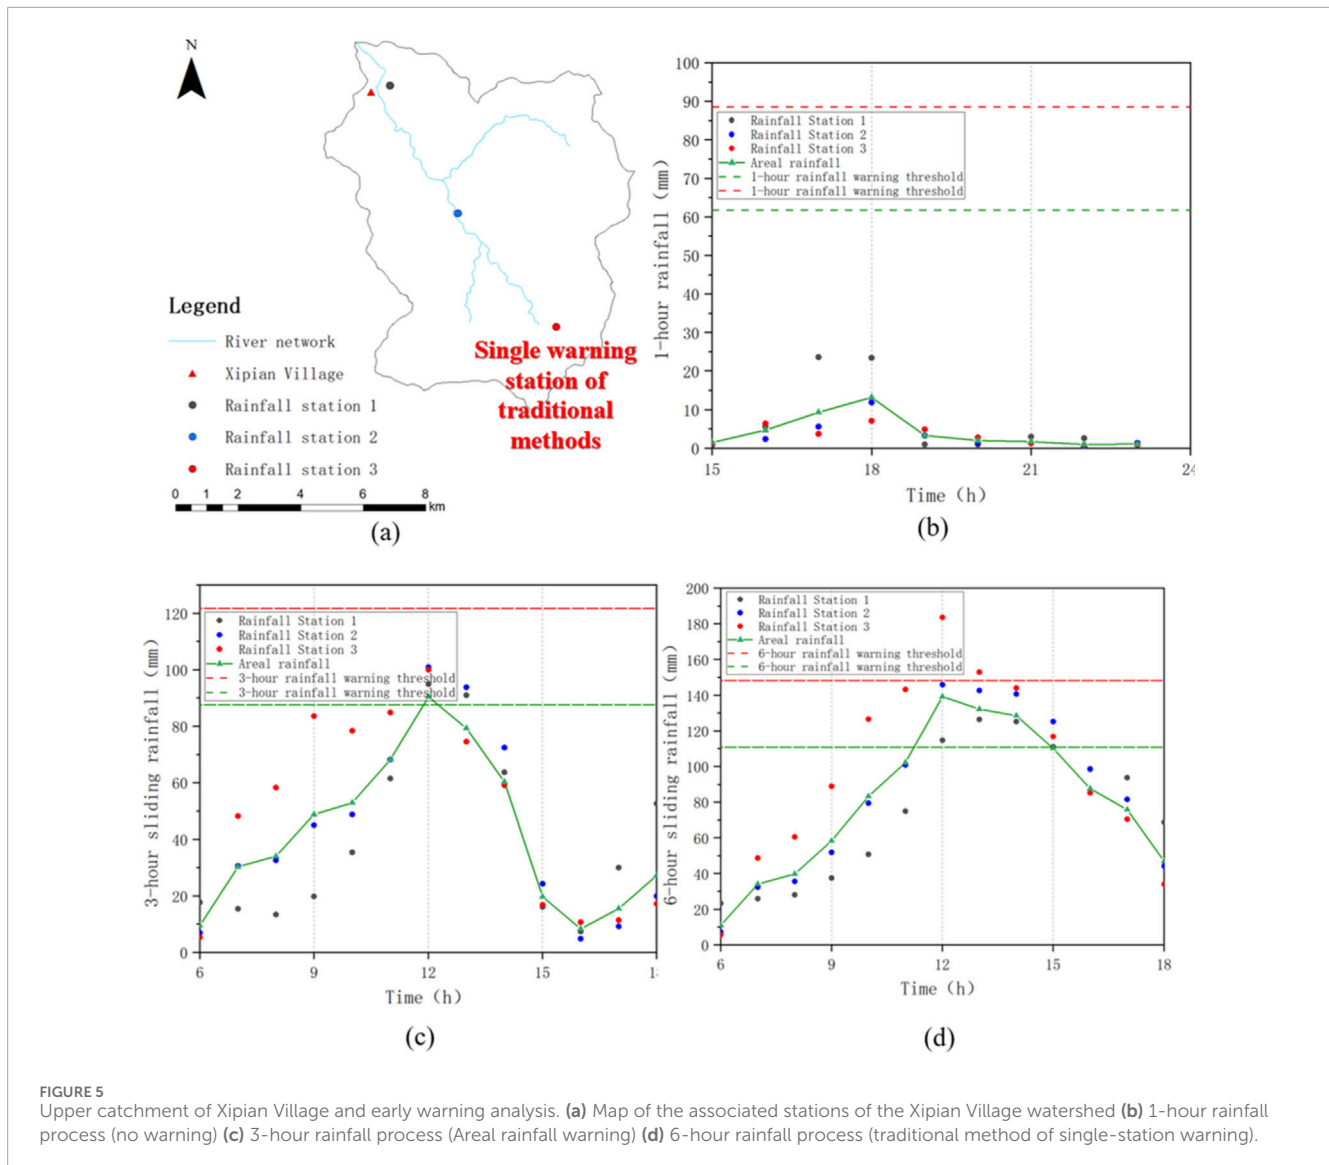 N
Legend
River network
Xipian Village
Rainfall station 1
Rainfall station 2
Rainfall station 3
0 1 2 4 6 8
km
Single warning
station of
traditional
methods
(a)
100
90
80
70
60
50
40
30
20
10
0
1-hour rainfall (mm)
Rainfall Station 1
Rainfall Station 2
Rainfall Station 3
Areal rainfall
1-hour rainfall warning threshold
1-hour rainfall warning threshold
15 18 21 24
Time (h)
(b)
120
100
80
60
40
20
0
3-hour sliding rainfall (mm)
Rainfall Station 1
Rainfall Station 2
Rainfall Station 3
Areal rainfall
3-hour rainfall warning threshold
3-hour rainfall warning threshold
6 9 12 15
Time (h)
(c)
200
180
160
140
120
100
80
60
40
20
0
6-hour sliding rainfall (mm)
Rainfall Station 1
Rainfall Station 2
Rainfall Station 3
Areal rainfall
6-hour rainfall warning threshold
6-hour rainfall warning threshold
6 9 12 15 18
Time (h)
(d)
FIGURE 5
Upper catchment of Xipian Village and early warning analysis. (a) Map of the associated stations of the Xipian Village watershed (b) 1-hour rainfall
process (no warning) (c) 3-hour rainfall process (Areal rainfall warning) (d) 6-hour rainfall process (traditional method of single-station warning).